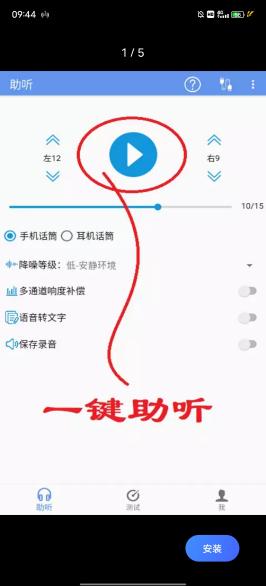 09:44
1 / 5
助听
左12
右9
10/15
手机话筒 耳机话筒
降噪等级: 低-安静环境
多通道响度补偿
语音转文字
保存录音
一键助听
助听 测试 我
安装